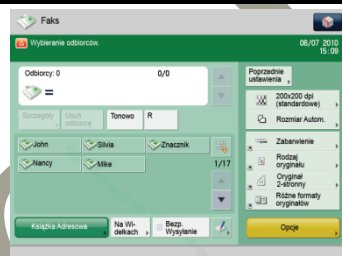 Faks
Wybieranie odbiorców.
06/07 2010
15:09
Odbiorcy: 0
0/0
=
Poprzednie
ustawienia
200x200 dpi
(standardowe)
Rozmiar Autom.
Szczegóły
Usuń
odbiorcę
Tonowo
R
John
Silvia
Znacznik
Nancy
Mike
1/17
Zabarwienie
Rodzaj
oryginału
Oryginał
2-stronny
Różne formaty
oryginałów
Książka Adresowa
Na Wi-
dełkach
Bezp.
Wysyłanie
Opcje